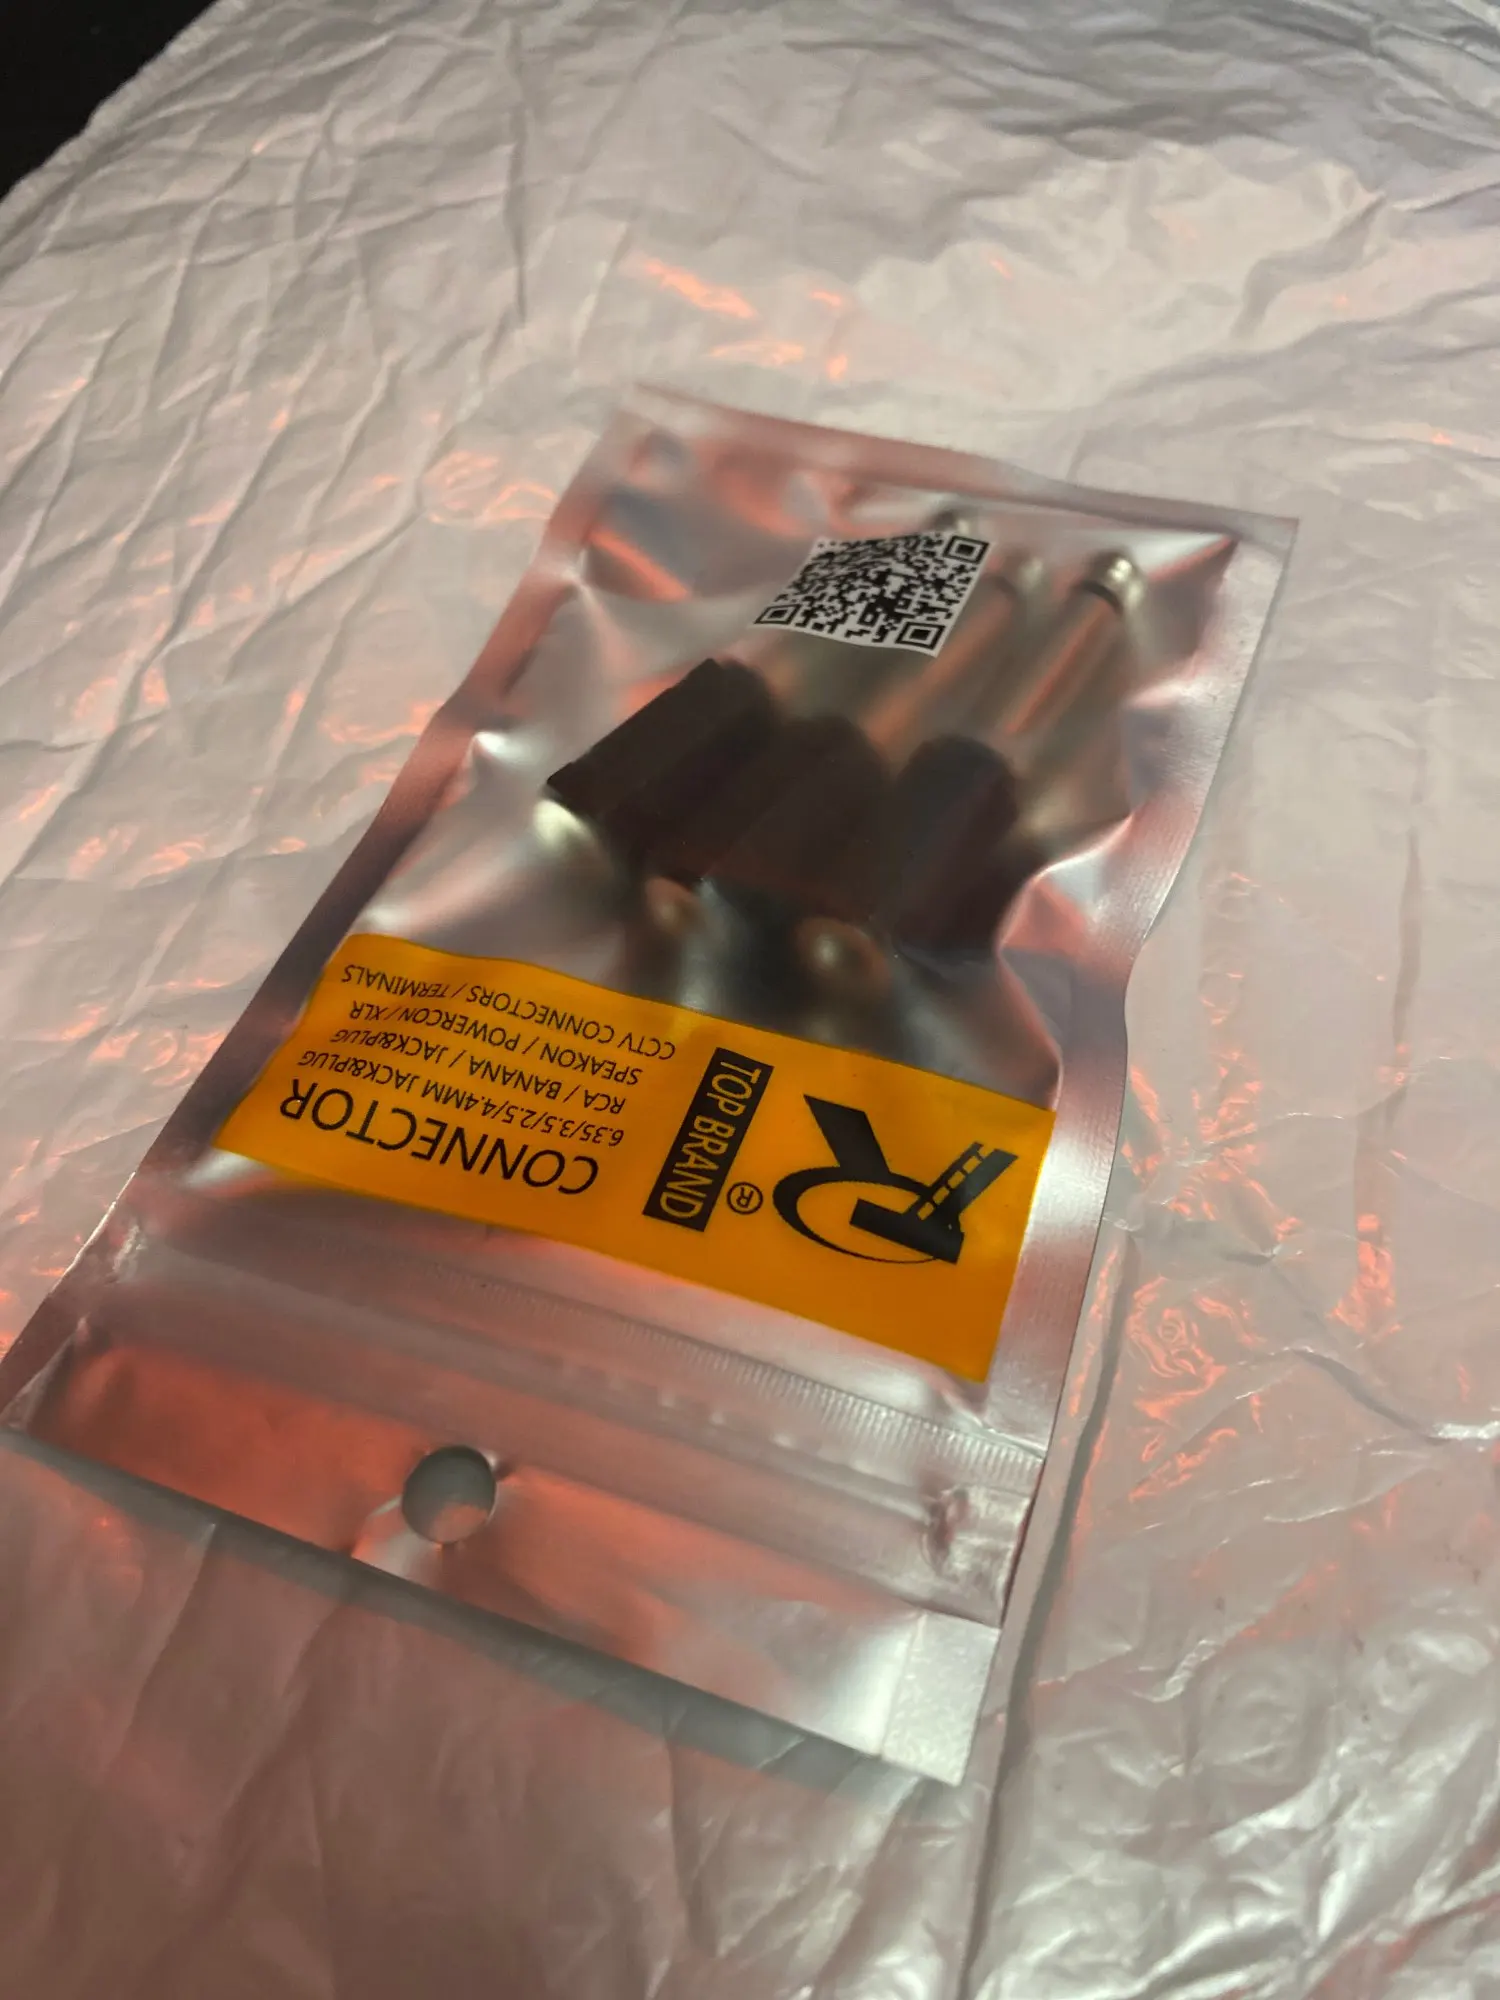 R
®
TOP BRAND
CONNECTOR
6.35/3.5/2.5/4.4MM JACK&PLUG
RCA / BANANA / JACK&PLUG
SPEAKON / POWERCON / XLR
CCTV CONNECTORS / TERMINALS